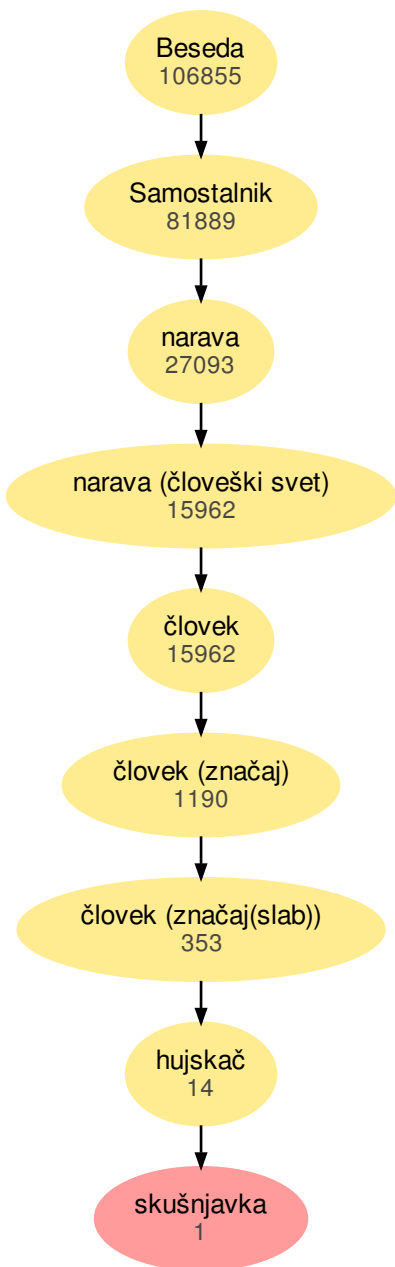 Beseda
106855
Samostalnik
81889
narava
27093
narava (človeški svet)
15962
človek
15962
človek (značaj)
1190
človek (značaj(slab))
353
hujskač
14
skušnjavka
1